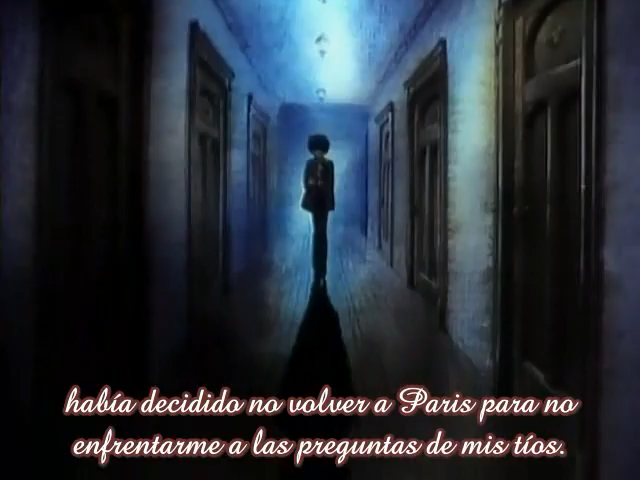 había decidido no volver a Paris para no
enfrentarme a las preguntas de mis tíos.